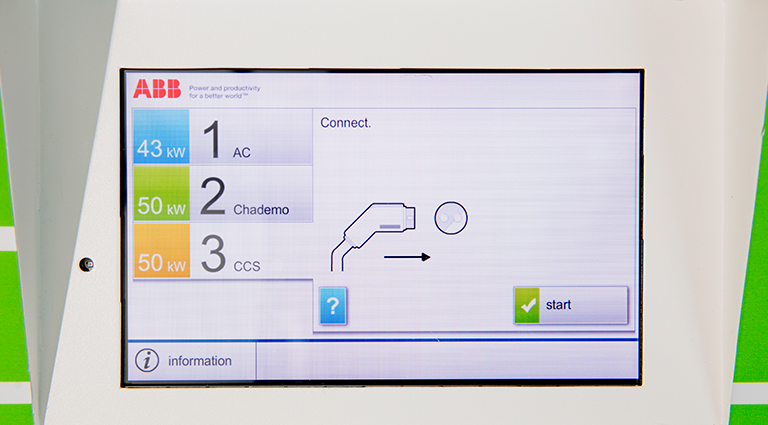 ABB
Power and productivity
for a better world™
43 kW
1 AC
50 kW
2 Chademo
50 kW
3 CCS
Connect.
?
start
i information